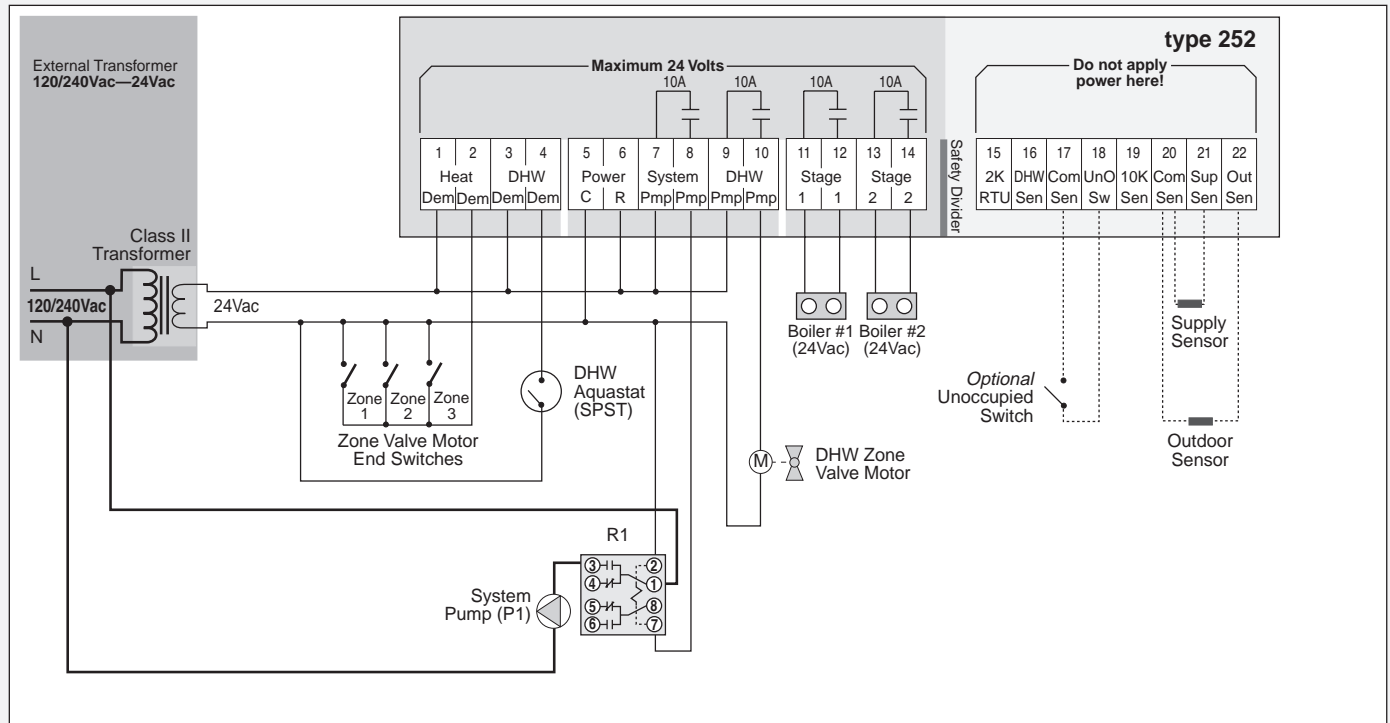 type 252
External Transformer
120/240Vac—24Vac
Maximum 24 Volts
Do not apply
power here!
10A 10A 10A 10A
1 2 3 4 5 6 7 8 9 10 11 12 13 14 15 16 17 18 19 20 21 22
Heat DHW Power System DHW Stage Stage 2K DHW Com UnO 10K Com Sup Out
Dem Dem Dem Dem C R Pmp Pmp Pmp Pmp 1 1 2 2 RTU Sen Sen Sw Sen Sen Sen Sen
Safety Divider
Class II
Transformer
L
120/240Vac
N
24Vac
Boiler #1
(24Vac)
Boiler #2
(24Vac)
Supply
Sensor
Zone
1
Zone
2
Zone
3
Zone Valve Motor
End Switches
DHW
Aquastat
(SPST)
Optional
Unoccupied
Switch
Outdoor
Sensor
M
DHW Zone
Valve Motor
R1
System
Pump (P1)
3 2
4 1
5 8
6 7